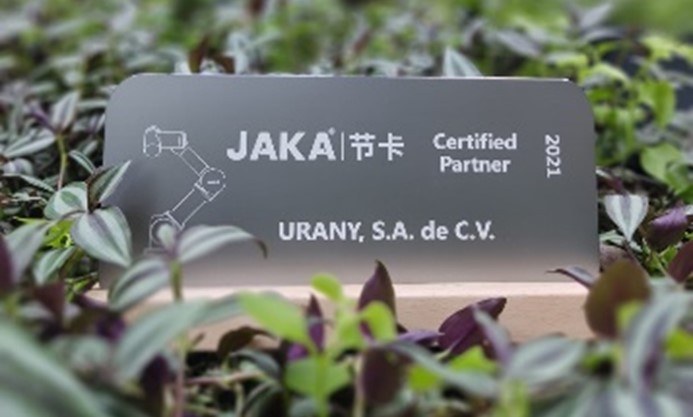 JAKA® 节卡
Certified
Partner
2021
URANY, S.A. de C.V.